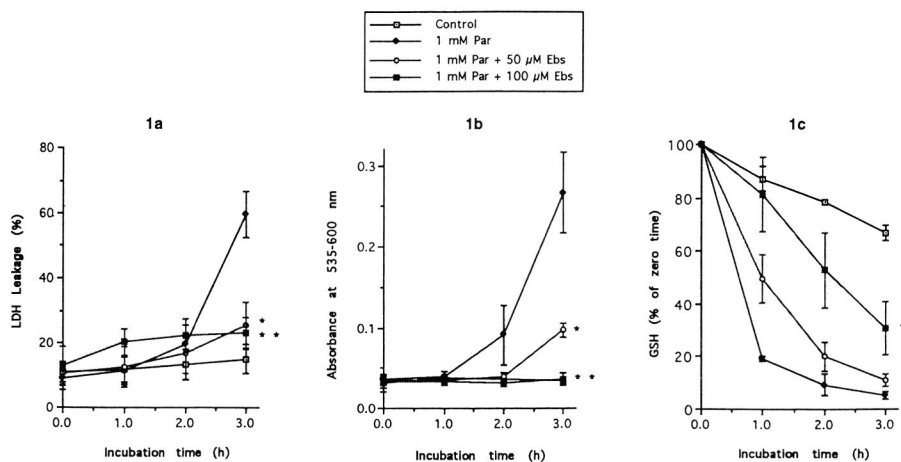 Control
1 mM Par
1 mM Par + 50 µM Ebs
1 mM Par + 100 µM Ebs
1a
LDH Leakage (%)
80
60
40
20
0
*
* *
0.0 1.0 2.0 3.0
Incubation time (h)
1b
Absorbance at 535-600 nm
0.3
0.2
0.1
0.0
*
* *
0.0 1.0 2.0 3.0
Incubation time (h)
1c
GSH (% of zero time)
100
80
60
40
20
0
0.0 1.0 2.0 3.0
Incubation time (h)